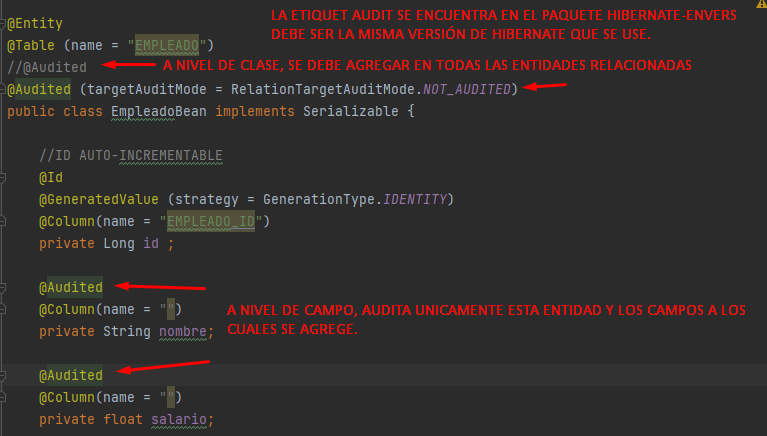 LA ETIQUET AUDIT SE ENCUENTRA EN EL PAQUETE HIBERNATE-ENVERS
DEBE SER LA MISMA VERSIÓN DE HIBERNATE QUE SE USE.
@Entity
@Table (name = "EMPLEADO")
//@Audited
A NIVEL DE CLASE, SE DEBE AGREGAR EN TODAS LAS ENTIDADES RELACIONADAS
@Audited (targetAuditMode = RelationTargetAuditMode.NOT_AUDITED)
public class EmpleadoBean implements Serializable {
//ID AUTO-INCREMENTABLE
@Id
@GeneratedValue (strategy = GenerationType.IDENTITY)
@Column(name = "EMPLEADO_ID")
private Long id ;
@Audited
@Column(name = "")
private String nombre;
A NIVEL DE CAMPO, AUDITA UNICAMENTE ESTA ENTIDAD Y LOS CAMPOS A LOS
CUALES SE AGREGE.
@Audited
@Column(name = "")
private float salario;